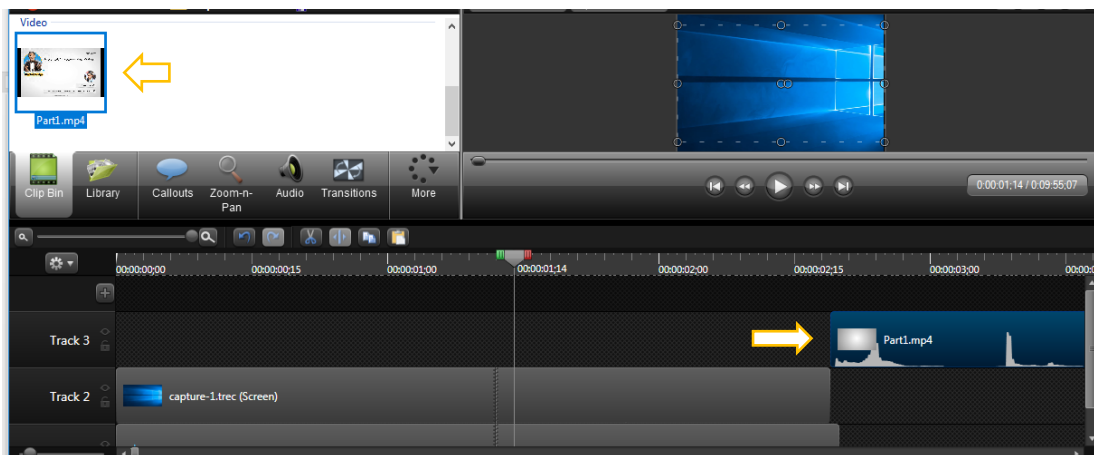 Video
Part1.mp4
Clip Bin
Library
Callouts
Zoom-n-
Pan
Audio
Transitions
More
0:00:01;14 / 0:09:55;07
00:00:00;00
00:00:00;15
00:00:01;00
00:00:01;14
00:00:02;00
00:00:02;15
00:00:03;00
Track 3
Part1.mp4
Track 2
capture-1.trec (Screen)